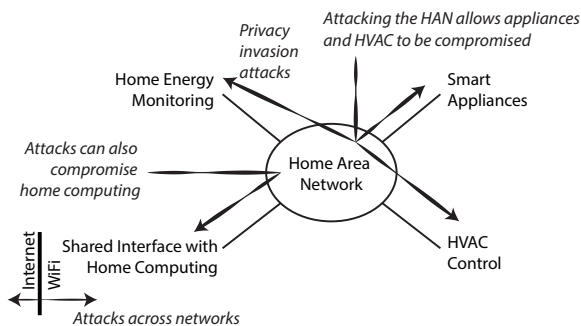 Privacy
invasion
attacks
Attacking the HAN allows appliances
and HVAC to be compromised
Home Energy
Monitoring
Smart
Appliances
Attacks can also
compromise
home computing
Home Area
Network
Shared Interface with
Home Computing
HVAC
Control
Internet
WiFi
Attacks across networks